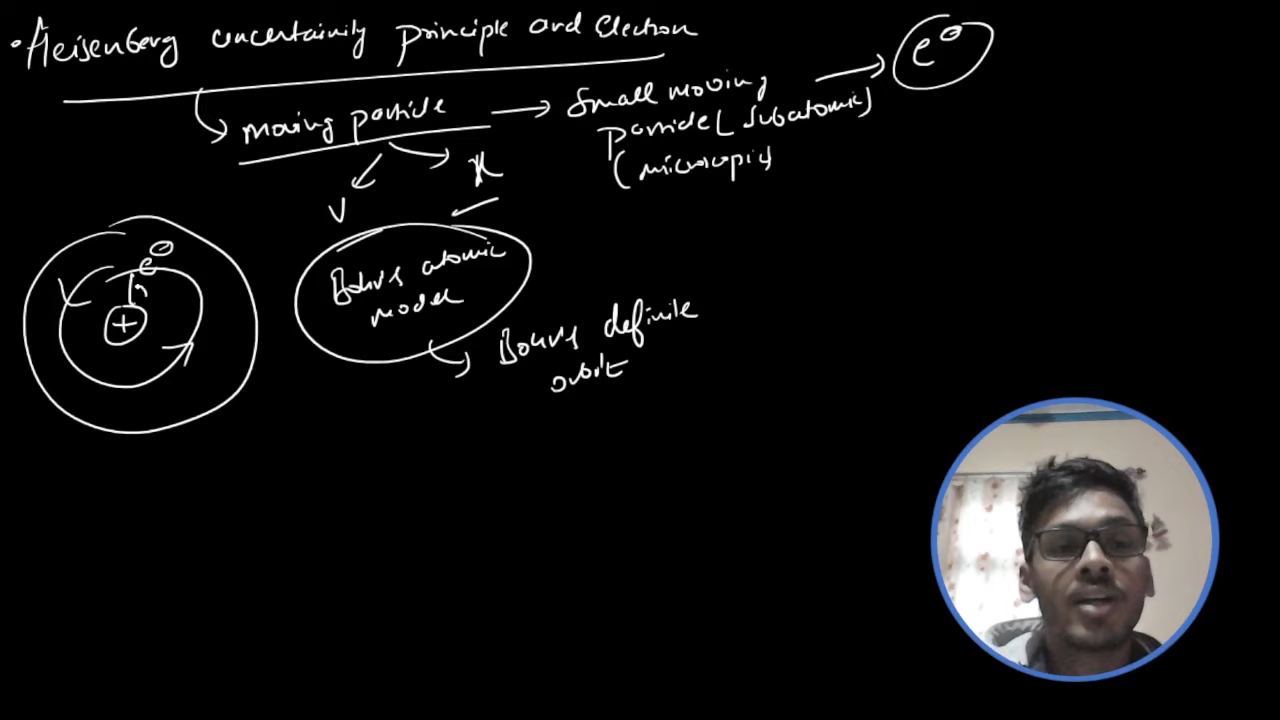 • Heisenberg uncertainity principle and Electron
moving particle → small moving → e⊖
particle (subatomic)
(microscopic)
v x
e⊖
r
+
Bohr's atomic
model
Bohr's definite
orbit